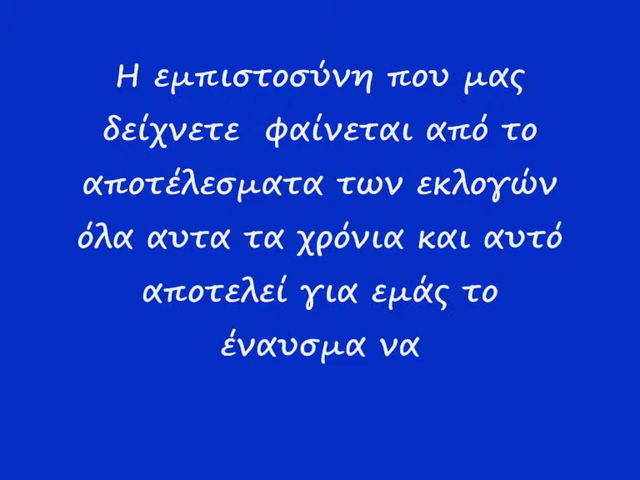 Η εμπιστοσύνη που μας
δείχνετε  φαίνεται από το
αποτέλεσματα των εκλογών
όλα αυτα τα χρόνια και αυτό
αποτελεί για εμάς το
έναυσμα να